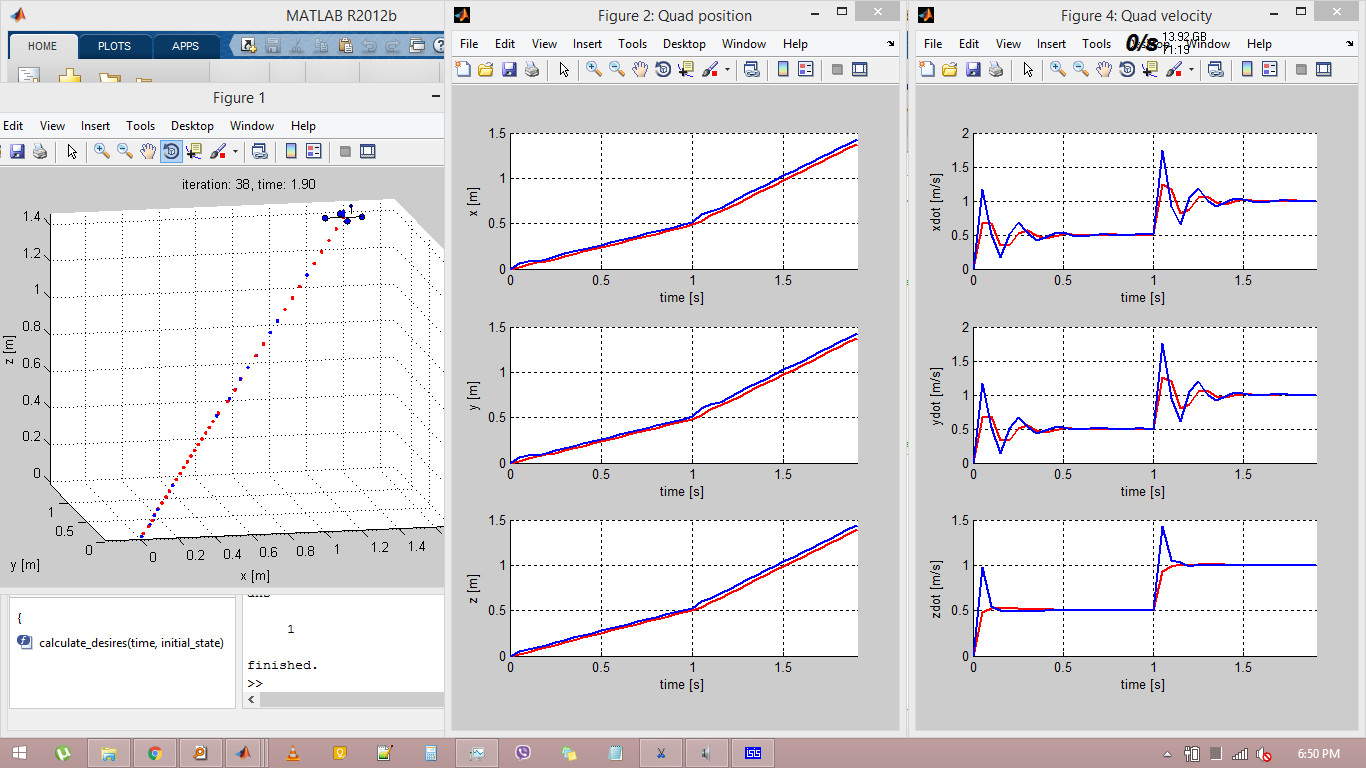 MATLAB R2012b
HOME PLOTS APPS
Figure 1
Edit View Insert Tools Desktop Window Help
iteration: 38, time: 1.90
1.4
1.2
1
0.8
0.6
0.4
0.2
0
z [m]
1
0.5
0
y [m]
0 0.2 0.4 0.6 0.8 1 1.2 1.4
x [m]
{
calculate_desires(time, initial_state)
ans
1
finished.
>>
Figure 2: Quad position
File Edit View Insert Tools Desktop Window Help
1.5
1
0.5
0
x [m]
0 0.5 1 1.5
time [s]
1.5
1
0.5
0
y [m]
0 0.5 1 1.5
time [s]
1.5
1
0.5
0
z [m]
0 0.5 1 1.5
time [s]
Figure 4: Quad velocity
File Edit View Insert Tools Window Help
0/s 13.92 GB
71:19
2
1.5
1
0.5
0
xdot [m/s]
0 0.5 1 1.5
time [s]
2
1.5
1
0.5
0
ydot [m/s]
0 0.5 1 1.5
time [s]
1.5
1
0.5
0
zdot [m/s]
0 0.5 1 1.5
time [s]
ISIS
6:50 PM